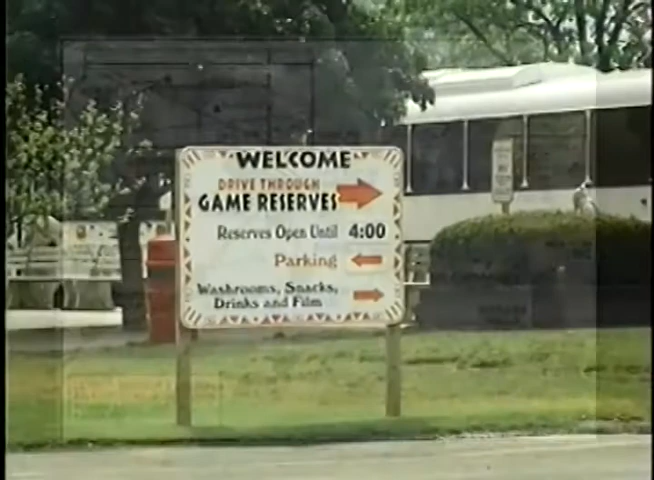 WELCOME
DRIVE THROUGH
GAME RESERVES
Reserves Open Until 4:00
Parking
Washrooms, Snacks,
Drinks and Film